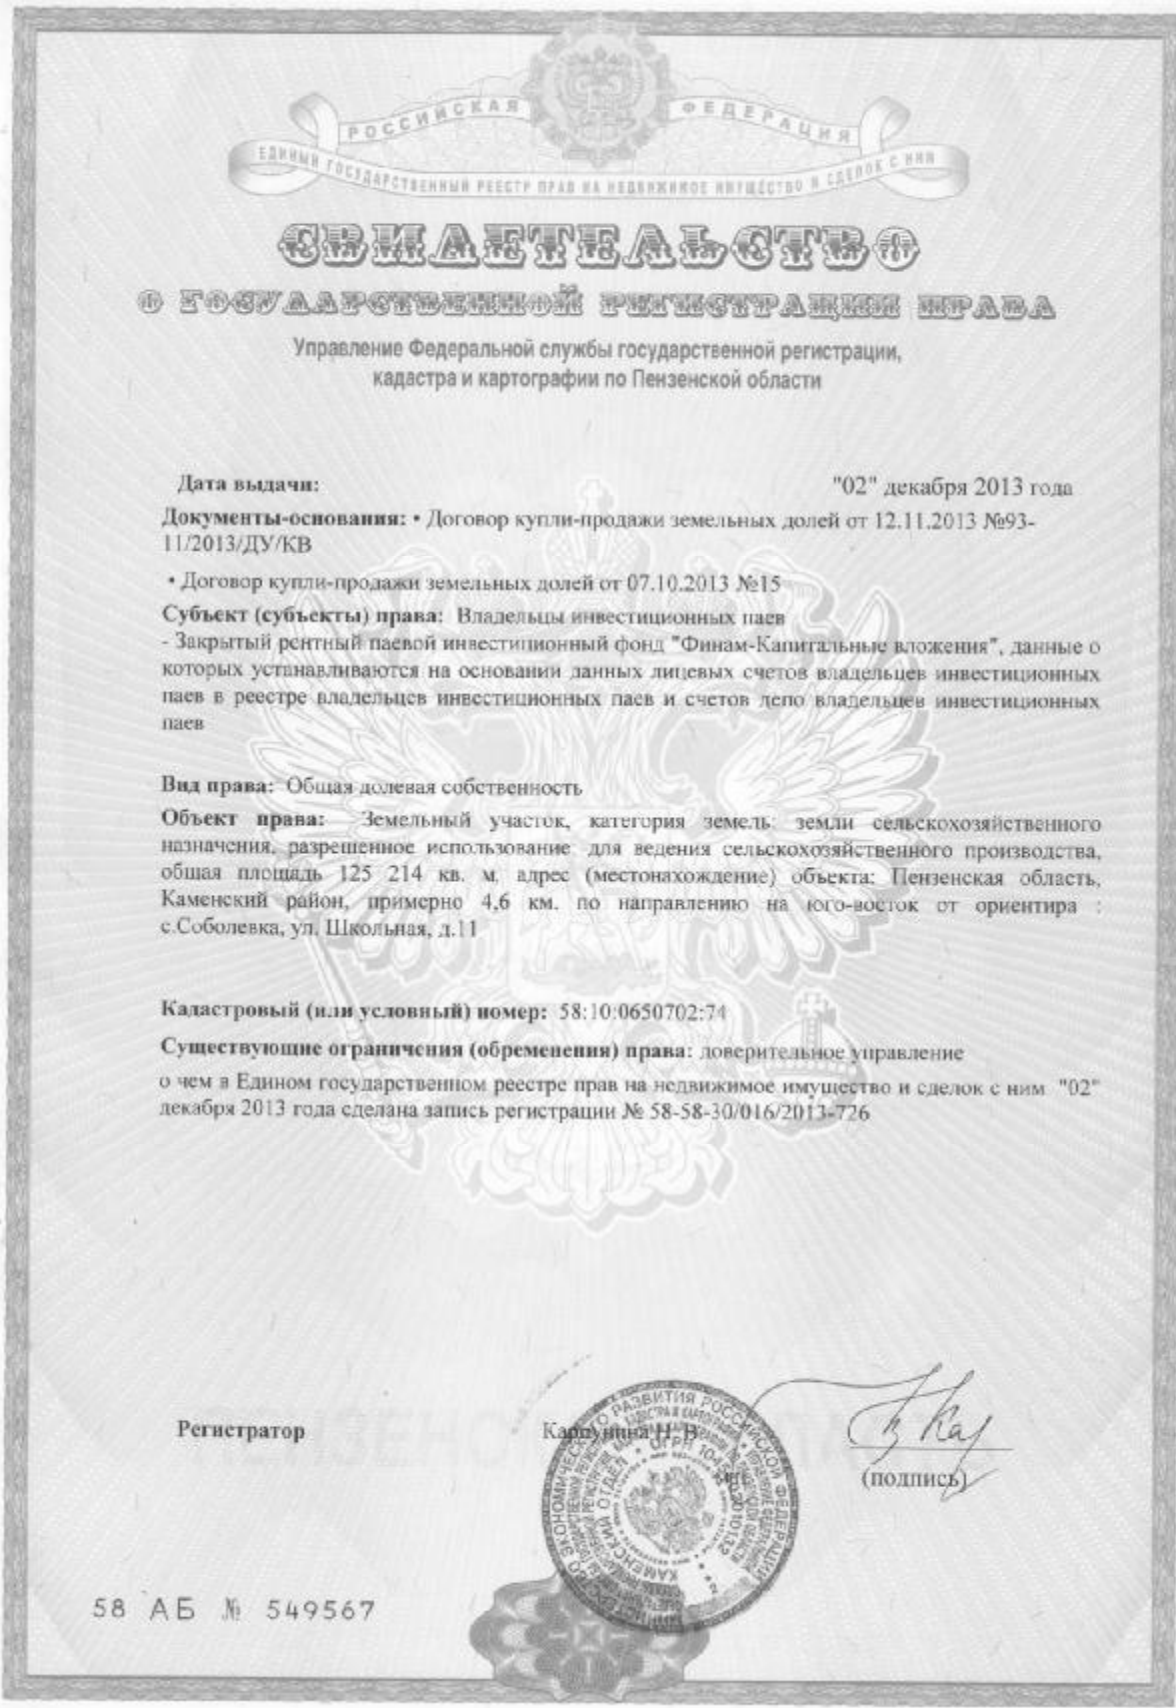 РОССИЙСКАЯ ФЕДЕРАЦИЯ
ЕДИНЫЙ ГОСУДАРСТВЕННЫЙ РЕЕСТР ПРАВ НА НЕДВИЖИМОЕ ИМУЩЕСТВО И СДЕЛОК С НИМ
СВИДЕТЕЛЬСТВО
О ГОСУДАРСТВЕННОЙ РЕГИСТРАЦИИ ПРАВА
Управление Федеральной службы государственной регистрации,
кадастра и картографии по Пензенской области
Дата выдачи: "02" декабря 2013 года
Документы-основания: • Договор купли-продажи земельных долей от 12.11.2013 №93-
11/2013/ДУ/КВ
• Договор купли-продажи земельных долей от 07.10.2013 №15
Субъект (субъекты) права: Владельцы инвестиционных паев
- Закрытый рентный паевой инвестиционный фонд "Финам-Капитальные вложения", данные о
которых устанавливаются на основании данных лицевых счетов владельцев инвестиционных
паев в реестре владельцев инвестиционных паев и счетов депо владельцев инвестиционных
паев
Вид права: Общая долевая собственность
Объект права: Земельный участок, категория земель: земли сельскохозяйственного
назначения, разрешенное использование для ведения сельскохозяйственного производства,
общая площадь 125 214 кв. м, адрес (местонахождение) объекта: Пензенская область,
Каменский район, примерно 4,6 км. по направлению на юго-восток от ориентира :
с.Соболевка, ул. Школьная, д.11
Кадастровый (или условный) номер: 58:10:0650702:74
Существующие ограничения (обременения) права: доверительное управление
о чем в Едином государственном реестре прав на недвижимое имущество и сделок с ним "02"
декабря 2013 года сделана запись регистрации № 58-58-30/016/2013-726
Регистратор Карпунина Н. В.
(подпись)
КАМЕНСКИЙ ОТДЕЛ
58 АБ № 549567